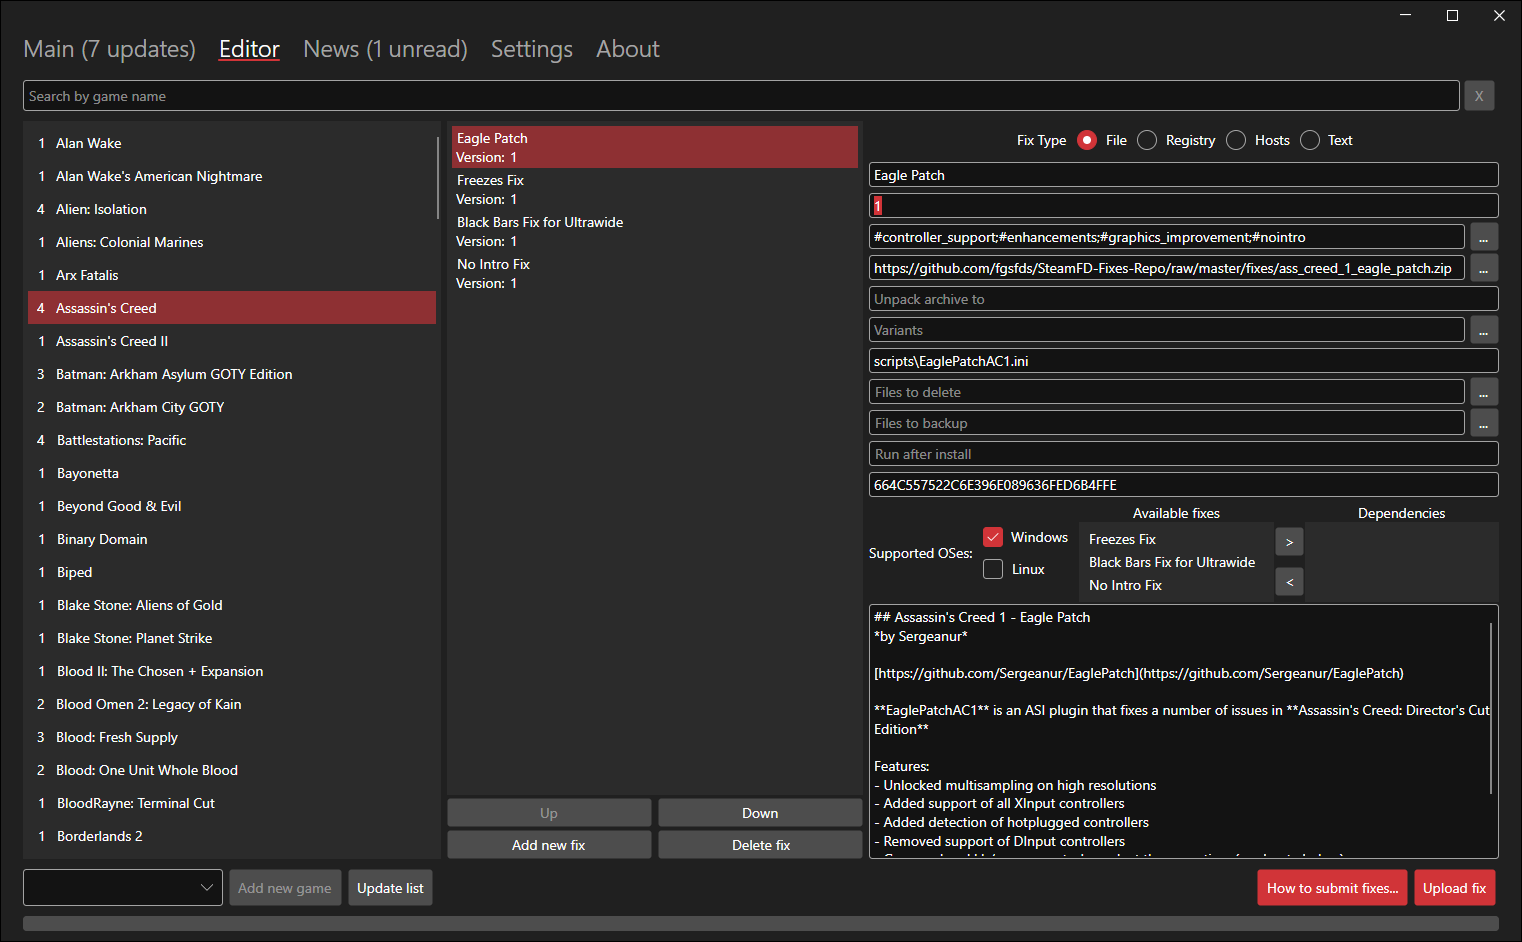 Main (7 updates) Editor News (1 unread) Settings About
Search by game name
X
1 Alan Wake
1 Alan Wake's American Nightmare
4 Alien: Isolation
1 Aliens: Colonial Marines
1 Arx Fatalis
4 Assassin's Creed
1 Assassin's Creed II
3 Batman: Arkham Asylum GOTY Edition
2 Batman: Arkham City GOTY
4 Battlestations: Pacific
1 Bayonetta
1 Beyond Good & Evil
1 Binary Domain
1 Biped
1 Blake Stone: Aliens of Gold
1 Blake Stone: Planet Strike
1 Blood II: The Chosen + Expansion
2 Blood Omen 2: Legacy of Kain
3 Blood: Fresh Supply
2 Blood: One Unit Whole Blood
1 BloodRayne: Terminal Cut
1 Borderlands 2
Eagle Patch
Version: 1
Freezes Fix
Version: 1
Black Bars Fix for Ultrawide
Version: 1
No Intro Fix
Version: 1
Up Down
Add new fix Delete fix
Fix Type File Registry Hosts Text
Eagle Patch
1
#controller_support;#enhancements;#graphics_improvement;#nointro ...
https://github.com/fgsfds/SteamFD-Fixes-Repo/raw/master/fixes/ass_creed_1_eagle_patch.zip ...
Unpack archive to
Variants ...
scripts\EaglePatchAC1.ini
Files to delete ...
Files to backup ...
Run after install
664C557522C6E396E089636FED6B4FFE
Supported OSes:
Windows
Linux
Available fixes
Freezes Fix
Black Bars Fix for Ultrawide
No Intro Fix
>
<
Dependencies
## Assassin's Creed 1 - Eagle Patch
*by Sergeanur*
[https://github.com/Sergeanur/EaglePatch](https://github.com/Sergeanur/EaglePatch)
**EaglePatchAC1** is an ASI plugin that fixes a number of issues in **Assassin's Creed: Director's Cut
Edition**
Features:
- Unlocked multisampling on high resolutions
- Added support of all XInput controllers
- Added detection of hotplugged controllers
- Removed support of DInput controllers
Add new game Update list
How to submit fixes... Upload fix